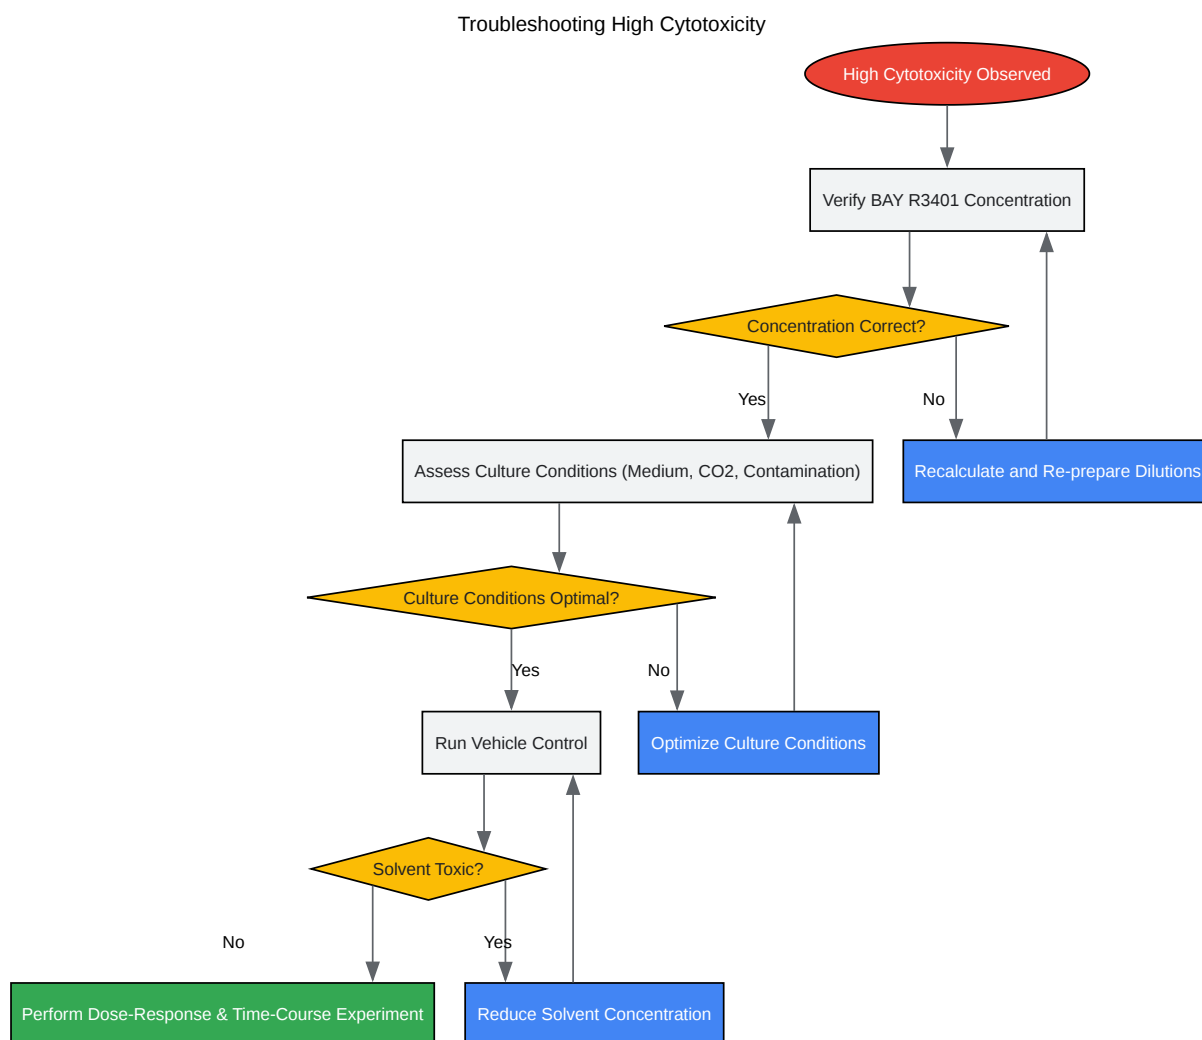 Troubleshooting High Cytotoxicity
High Cytotoxicity Observed
Verify BAY R3401 Concentration
Concentration Correct?
Yes
No
Assess Culture Conditions (Medium, CO2, Contamination)
Recalculate and Re-prepare Dilutions
Culture Conditions Optimal?
Yes
No
Run Vehicle Control
Optimize Culture Conditions
Solvent Toxic?
No
Yes
Perform Dose-Response & Time-Course Experiment
Reduce Solvent Concentration